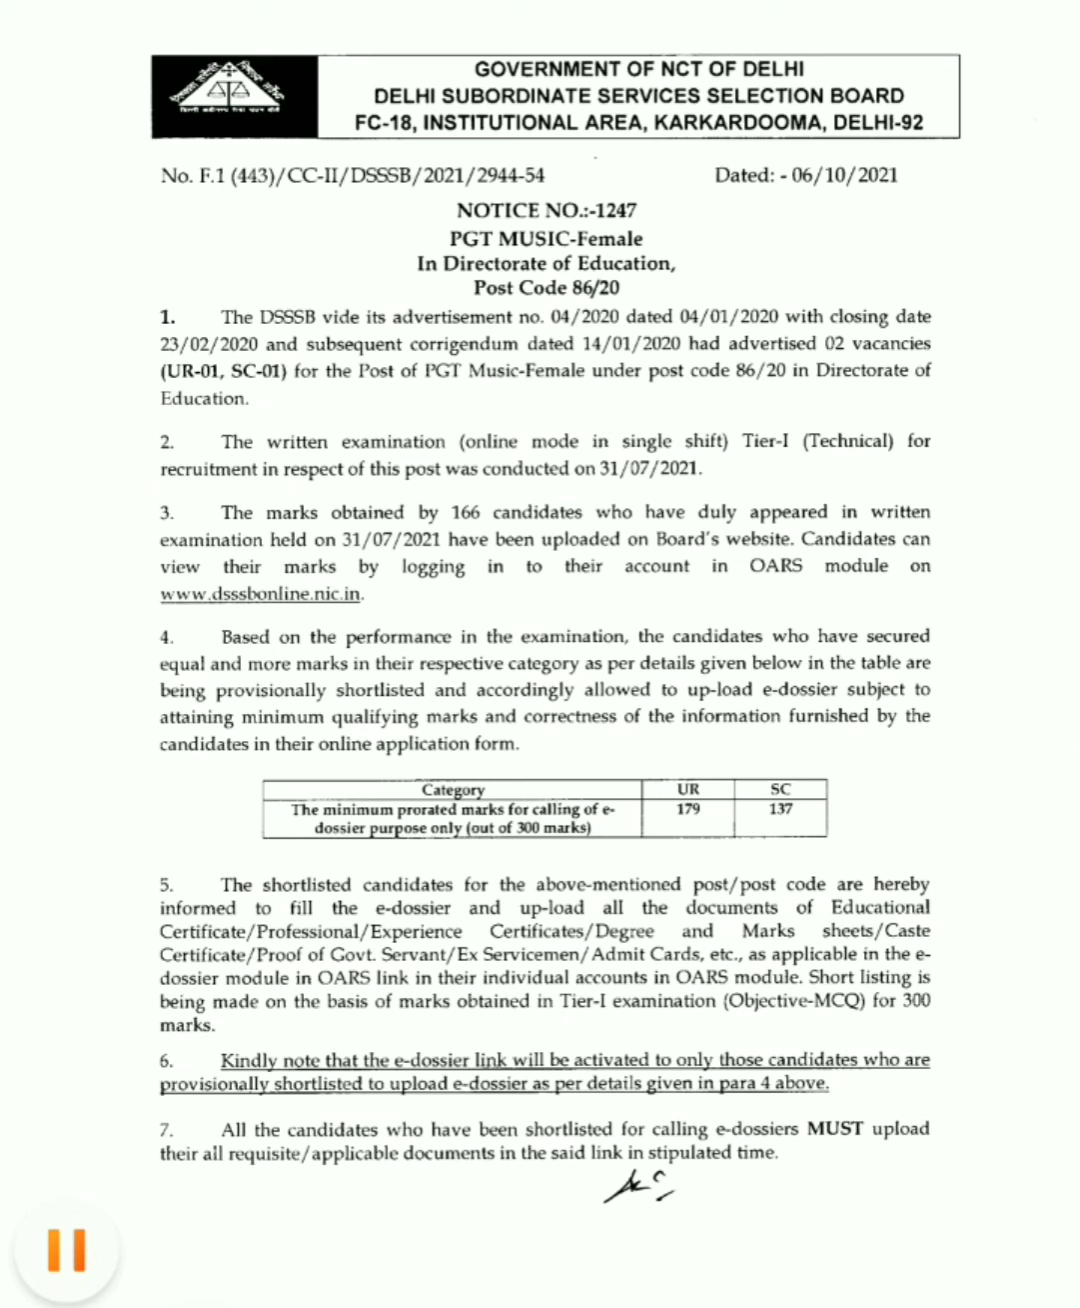 GOVERNMENT OF NCT OF DELHI
DELHI SUBORDINATE SERVICES SELECTION BOARD
FC-18, INSTITUTIONAL AREA, KARKARDOOMA, DELHI-92
No. F.1 (443)/CC-II/DSSSB/2021/2944-54 Dated: - 06/10/2021
NOTICE NO.:-1247
PGT MUSIC-Female
In Directorate of Education,
Post Code 86/20
1. The DSSSB vide its advertisement no. 04/2020 dated 04/01/2020 with closing date
23/02/2020 and subsequent corrigendum dated 14/01/2020 had advertised 02 vacancies
(UR-01, SC-01) for the Post of PGT Music-Female under post code 86/20 in Directorate of
Education.
2. The written examination (online mode in single shift) Tier-I (Technical) for
recruitment in respect of this post was conducted on 31/07/2021.
3. The marks obtained by 166 candidates who have duly appeared in written
examination held on 31/07/2021 have been uploaded on Board's website. Candidates can
view their marks by logging in to their account in OARS module on
www.dsssbonline.nic.in.
4. Based on the performance in the examination, the candidates who have secured
equal and more marks in their respective category as per details given below in the table are
being provisionally shortlisted and accordingly allowed to up-load e-dossier subject to
attaining minimum qualifying marks and correctness of the information furnished by the
candidates in their online application form.
Category UR SC
The minimum prorated marks for calling of e- 179 137
dossier purpose only (out of 300 marks)
5. The shortlisted candidates for the above-mentioned post/post code are hereby
informed to fill the e-dossier and up-load all the documents of Educational
Certificate/Professional/Experience Certificates/Degree and Marks sheets/Caste
Certificate/Proof of Govt. Servant/Ex Servicemen/Admit Cards, etc., as applicable in the e-
dossier module in OARS link in their individual accounts in OARS module. Short listing is
being made on the basis of marks obtained in Tier-I examination (Objective-MCQ) for 300
marks.
6. Kindly note that the e-dossier link will be activated to only those candidates who are
provisionally shortlisted to upload e-dossier as per details given in para 4 above.
7. All the candidates who have been shortlisted for calling e-dossiers MUST upload
their all requisite/applicable documents in the said link in stipulated time.